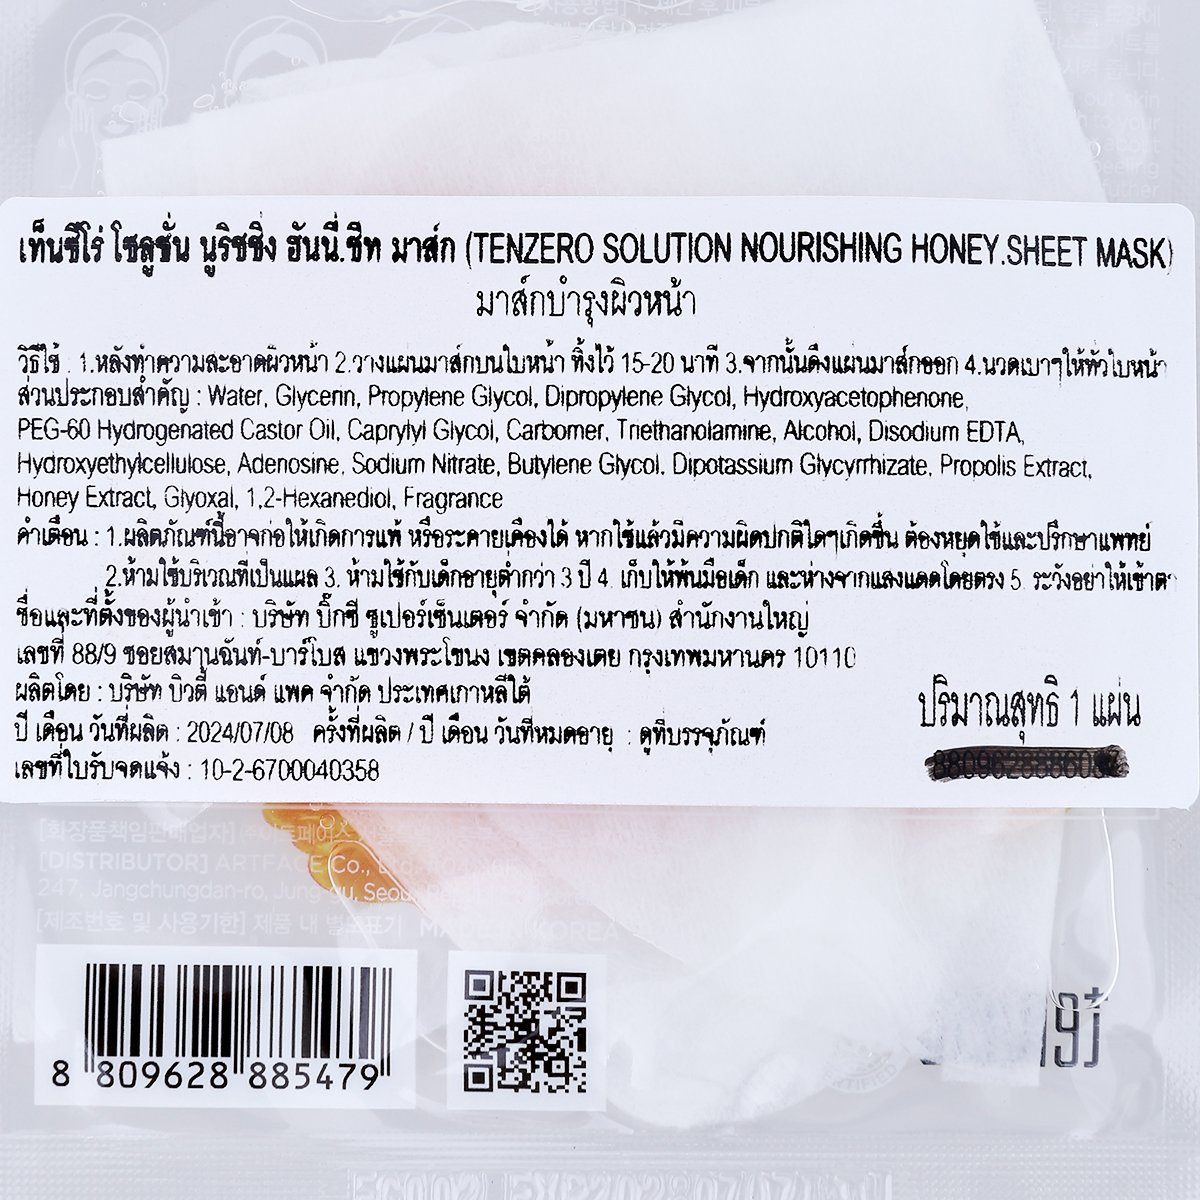 เท็นซีโร่ โซลูชั่น นูริชชิ่ง ฮันนี่.ชีท มาส์ก (TENZERO SOLUTION NOURISHING HONEY.SHEET MASK)
มาส์กบำรุงผิวหน้า
วิธีใช้ : 1.หลังทำความสะอาดผิวหน้า 2.วางแผ่นมาส์กบนใบหน้า ทิ้งไว้ 15-20 นาที 3.จากนั้นดึงแผ่นมาส์กออก 4.นวดเบาๆให้ทั่วใบหน้า
ส่วนประกอบสำคัญ : Water, Glycerin, Propylene Glycol, Dipropylene Glycol, Hydroxyacetophenone,
PEG-60 Hydrogenated Castor Oil, Caprylyl Glycol, Carbomer, Triethanolamine, Alcohol, Disodium EDTA,
Hydroxyethylcellulose, Adenosine, Sodium Nitrate, Butylene Glycol, Dipotassium Glycyrrhizate, Propolis Extract,
Honey Extract, Glyoxal, 1,2-Hexanediol, Fragrance
คำเตือน : 1.ผลิตภัณฑ์นี้อาจก่อให้เกิดการแพ้ หรือระคายเคืองได้ หากใช้แล้วมีความผิดปกติใดๆเกิดขึ้น ต้องหยุดใช้และปรึกษาแพทย์
2.ห้ามใช้บริเวณที่เป็นแผล 3. ห้ามใช้กับเด็กอายุต่ำกว่า 3 ปี 4. เก็บให้พ้นมือเด็ก และห่างจากแสงแดดโดยตรง 5. ระวังอย่าให้เข้าตา
ชื่อและที่ตั้งของผู้นำเข้า : บริษัท บิ๊กซี ซูเปอร์เซ็นเตอร์ จำกัด (มหาชน) สำนักงานใหญ่
เลขที่ 88/9 ซอยสมานฉันท์-บาร์โบส แขวงพระโขนง เขตคลองเตย กรุงเทพมหานคร 10110
ผลิตโดย : บริษัท บิวตี้ แอนด์ แพค จำกัด ประเทศเกาหลีใต้
ปี เดือน วันที่ผลิต : 2024/07/08 ครั้งที่ผลิต / ปี เดือน วันที่หมดอายุ : ดูที่บรรจุภัณฑ์
เลขที่ใบรับจดแจ้ง : 10-2-6700040358
ปริมาณสุทธิ 1 แผ่น
[화장품책임판매업자]
[DISTRIBUTOR] ARTFACE Co., Ltd.
247, Jangchungdan-ro, Jung-gu, Seoul
[제조번호 및 사용기한] 제품 내 별도표기 MADE IN KOREA
8 809628 885479